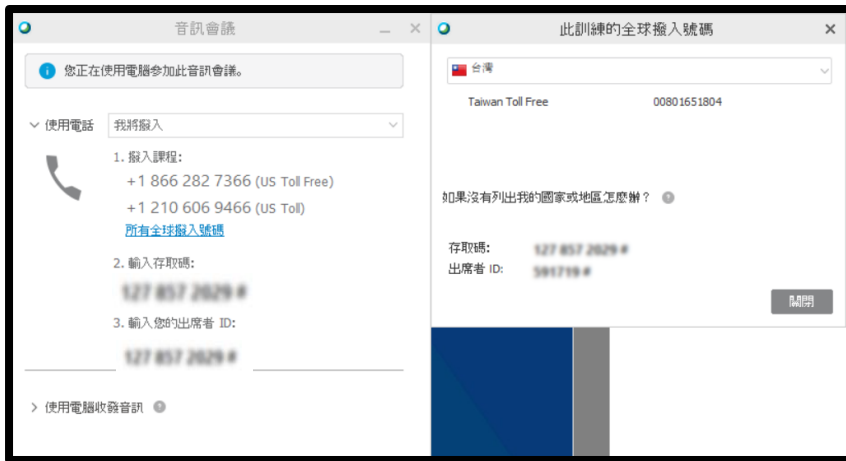 音訊會議
您正在使用電腦參加此音訊會議。
使用電話 我將撥入
1. 撥入課程:
+1 866 282 7366 (US Toll Free)
+1 210 606 9466 (US Toll)
所有全球撥入號碼
2. 輸入存取碼:
3. 輸入您的出席者 ID:
使用電腦收發音訊
此訓練的全球撥入號碼
台灣
Taiwan Toll Free 00801651804
如果沒有列出我的國家或地區怎麼辦？
存取碼:
出席者 ID:
關閉